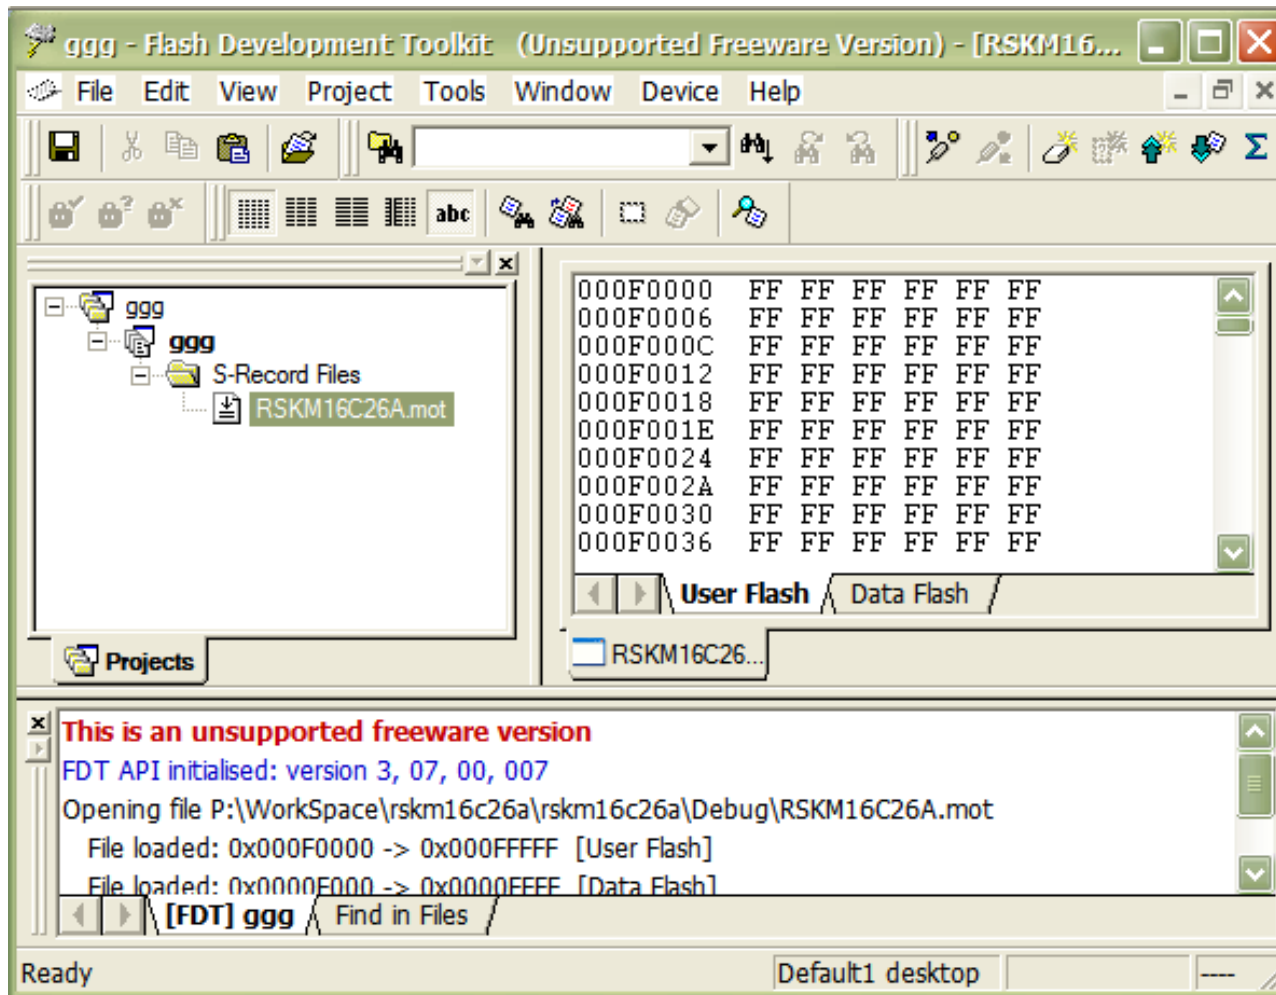 ggg - Flash Development Toolkit (Unsupported Freeware Version) - [RSKM16...
File Edit View Project Tools Window Device Help
abc
ggg
ggg
S-Record Files
RSKM16C26A.mot
Projects
000F0000 FF FF FF FF FF FF
000F0006 FF FF FF FF FF FF
000F000C FF FF FF FF FF FF
000F0012 FF FF FF FF FF FF
000F0018 FF FF FF FF FF FF
000F001E FF FF FF FF FF FF
000F0024 FF FF FF FF FF FF
000F002A FF FF FF FF FF FF
000F0030 FF FF FF FF FF FF
000F0036 FF FF FF FF FF FF
User Flash Data Flash
RSKM16C26...
This is an unsupported freeware version
FDT API initialised: version 3, 07, 00, 007
Opening file P:\WorkSpace\rskm16c26a\rskm16c26a\Debug\RSKM16C26A.mot
File loaded: 0x000F0000 -> 0x000FFFFF [User Flash]
File loaded: 0x0000F000 -> 0x0000FFFF [Data Flash]
[FDT] ggg Find in Files
Ready Default1 desktop ----